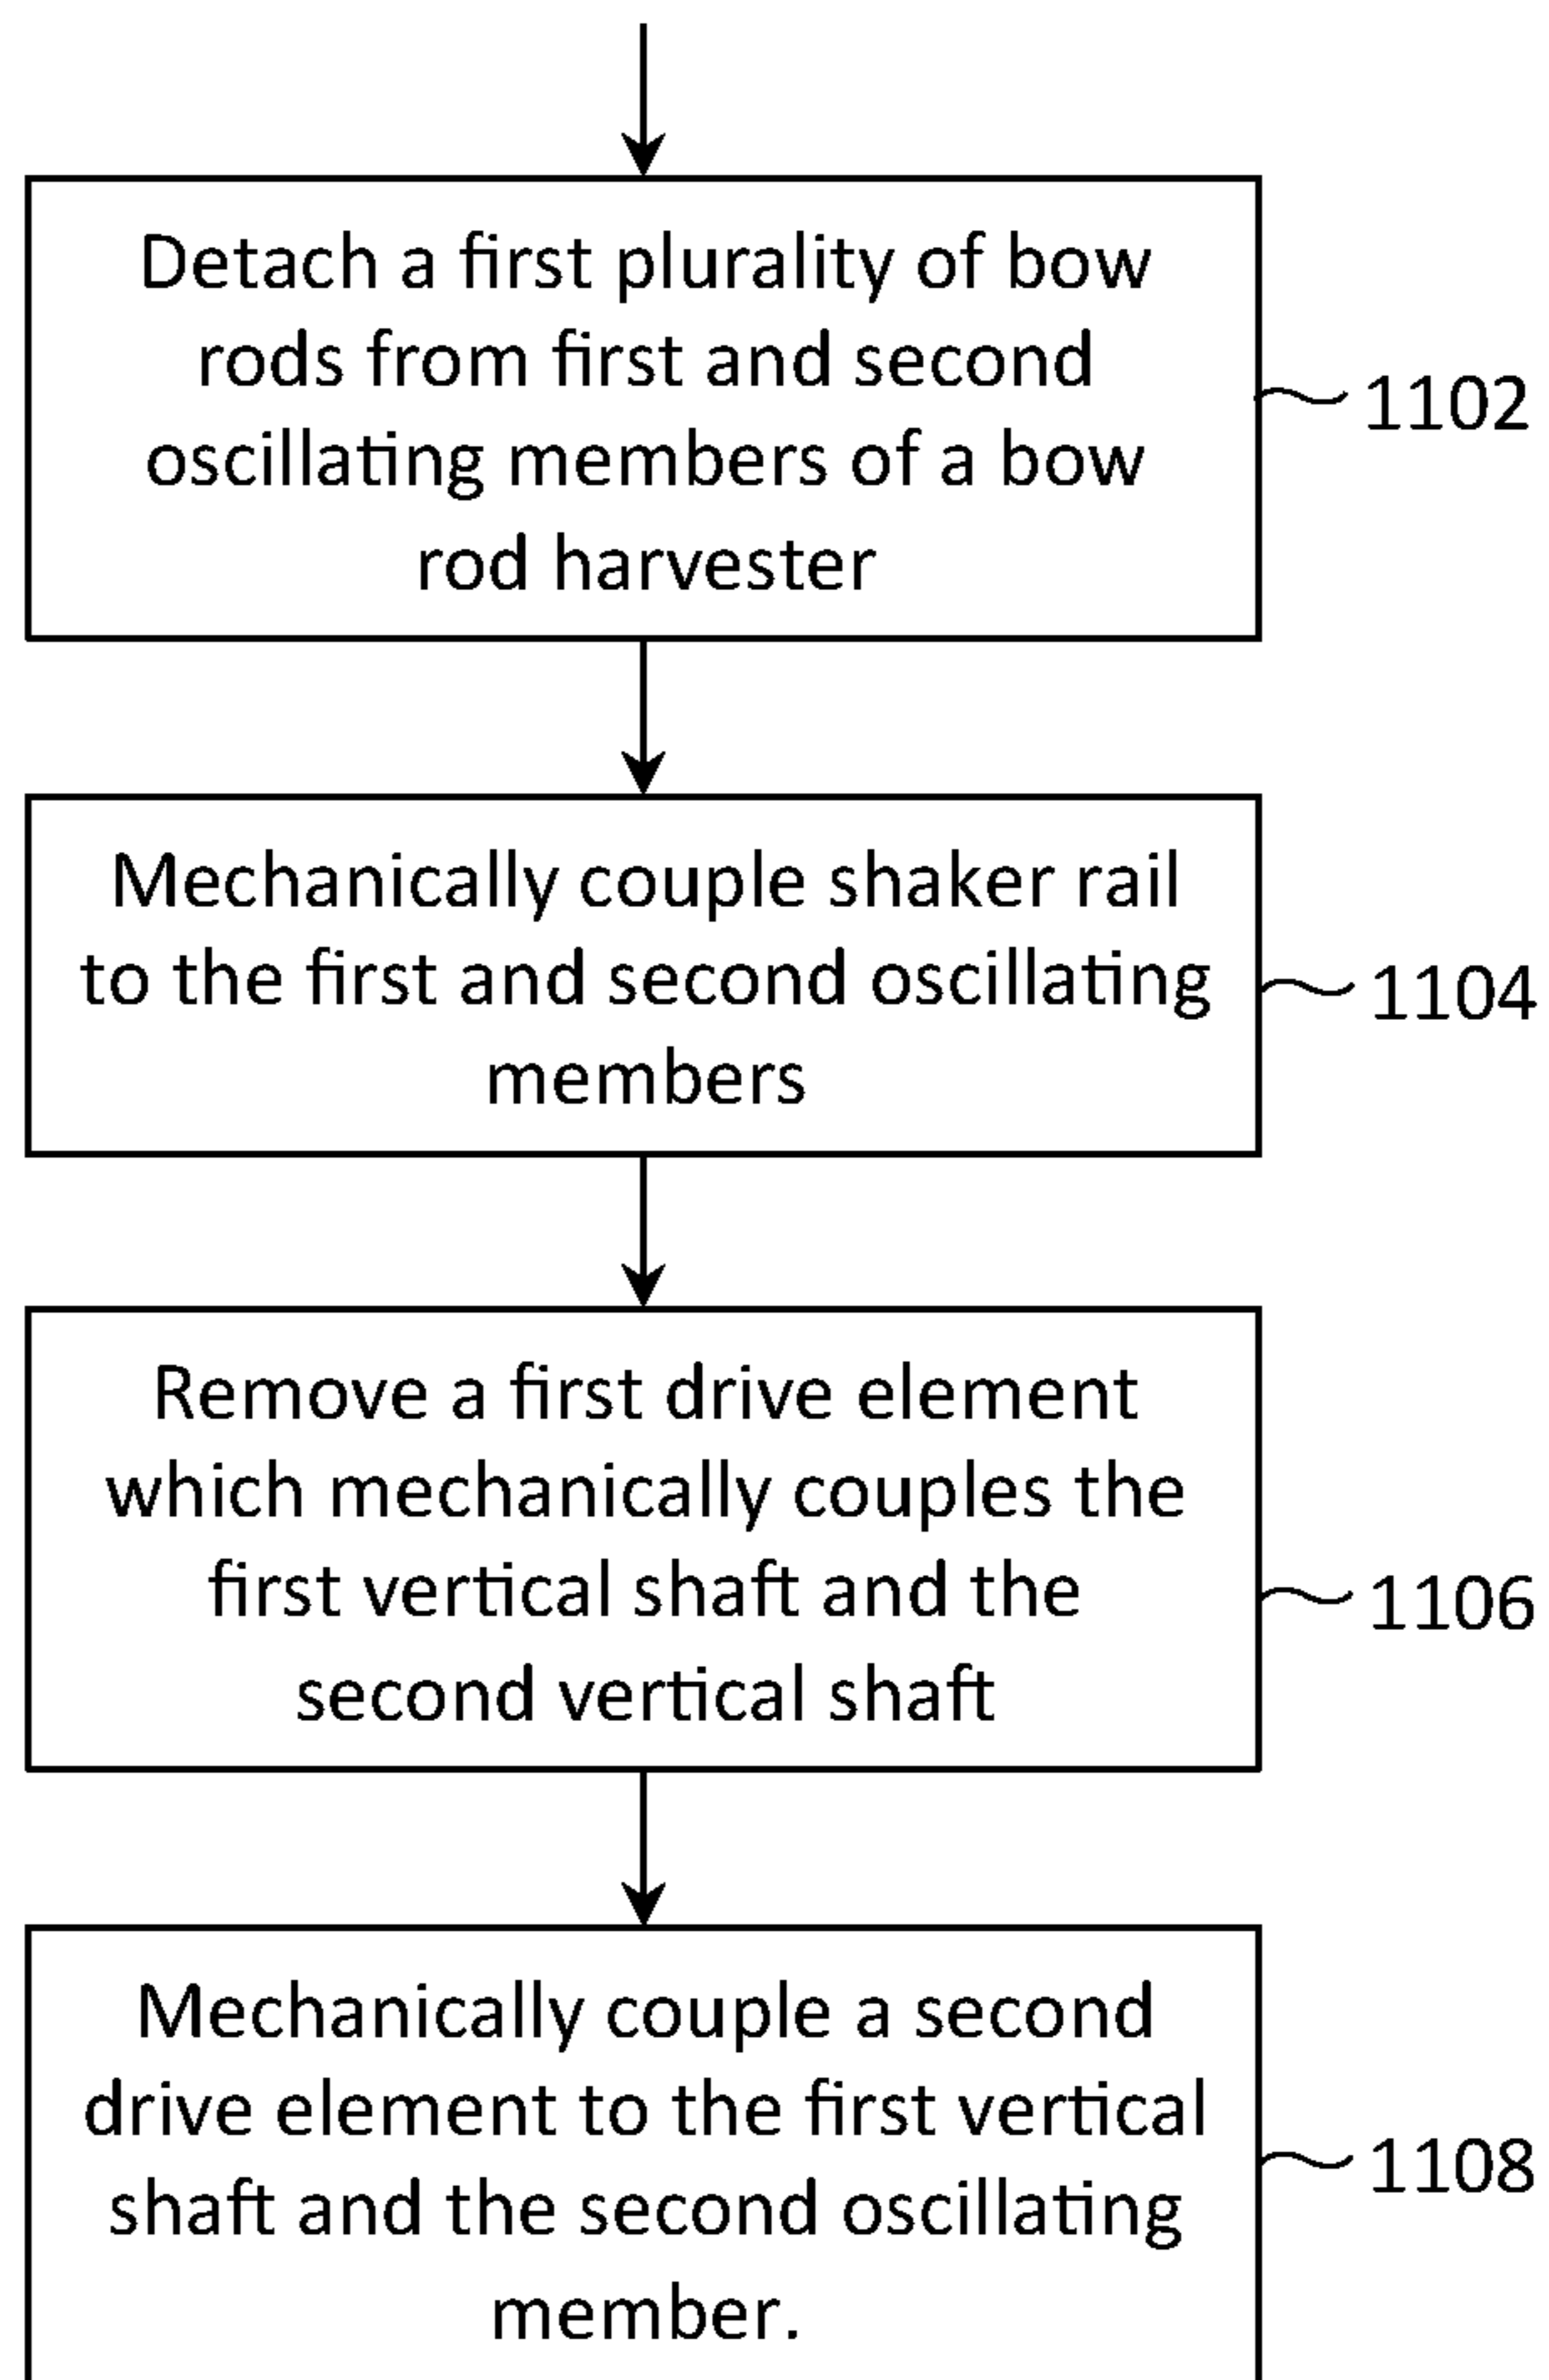 Detach a first plurality of bow
rods from first and second
oscillating members of a bow
rod harvester
1102
Mechanically couple shaker rail
to the first and second oscillating
members
1104
Remove a first drive element
which mechanically couples the
first vertical shaft and the
second vertical shaft
1106
Mechanically couple a second
drive element to the first vertical
shaft and the second oscillating
member.
1108